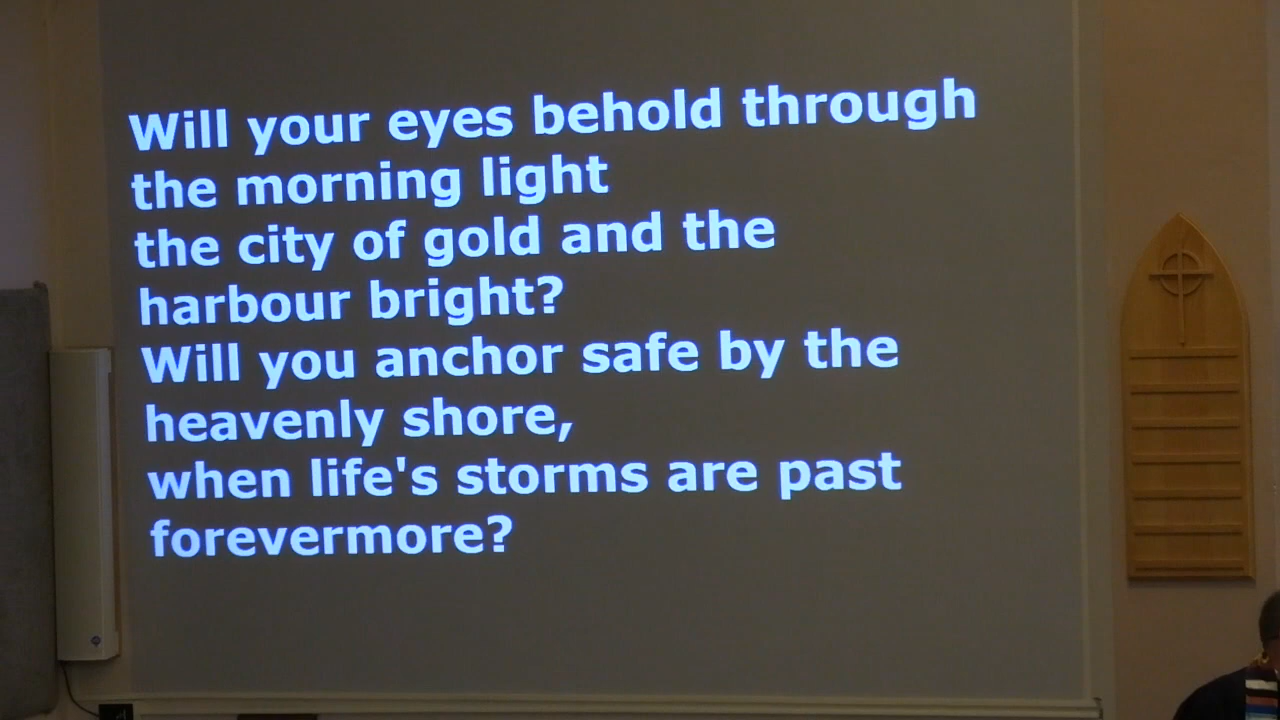 Will your eyes behold through
the morning light
the city of gold and the
harbour bright?
Will you anchor safe by the
heavenly shore,
when life's storms are past
forevermore?